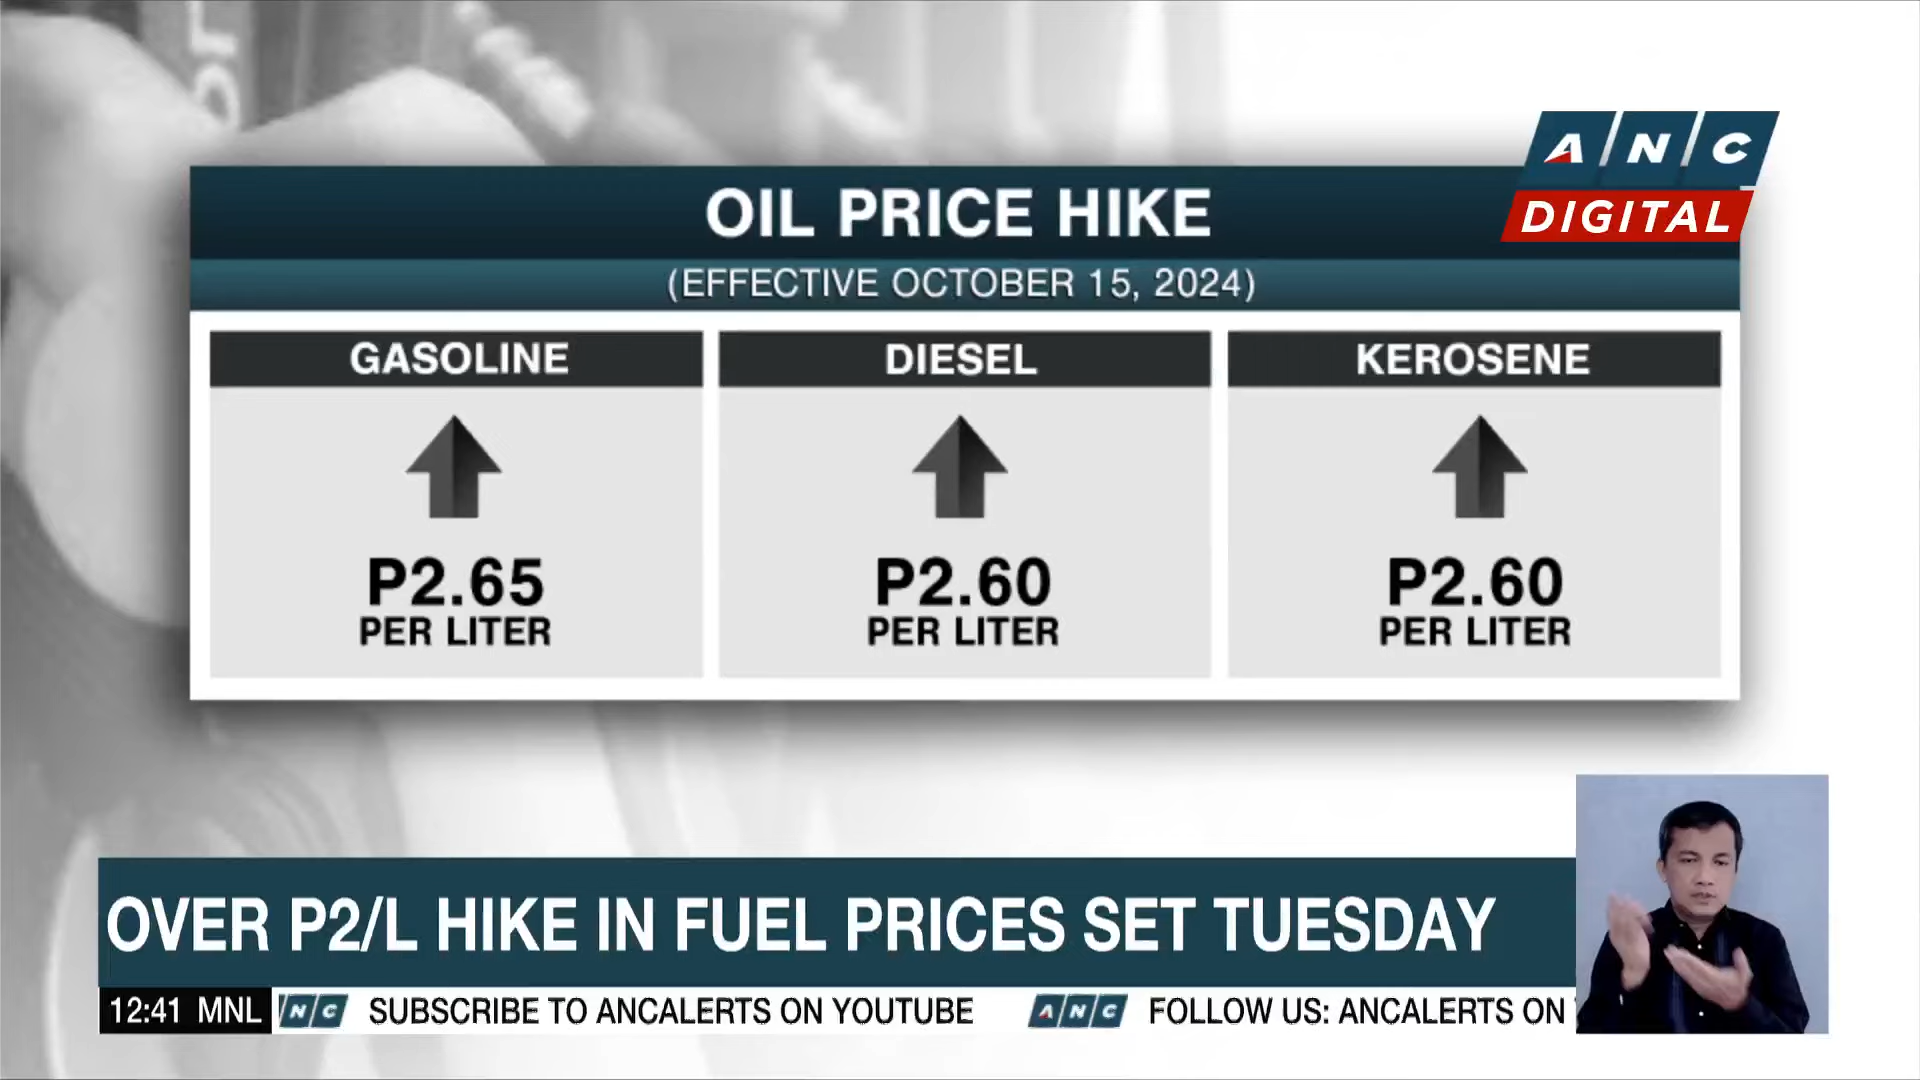 ANC
DIGITAL
OIL PRICE HIKE
(EFFECTIVE OCTOBER 15, 2024)
GASOLINE
P2.65
PER LITER
DIESEL
P2.60
PER LITER
KEROSENE
P2.60
PER LITER
OVER P2/L HIKE IN FUEL PRICES SET TUESDAY
12:41 MNL NC SUBSCRIBE TO ANCALERTS ON YOUTUBE ANC FOLLOW US: ANCALERTS ON